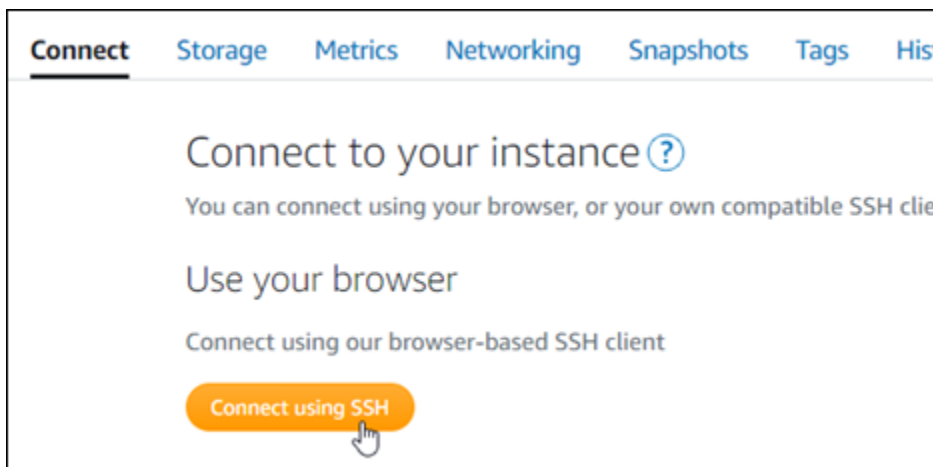 Connect Storage Metrics Networking Snapshots Tags
Connect to your instance ?
You can connect using your browser, or your own compatible SSH
Use your browser
Connect using our browser-based SSH client
Connect using SSH